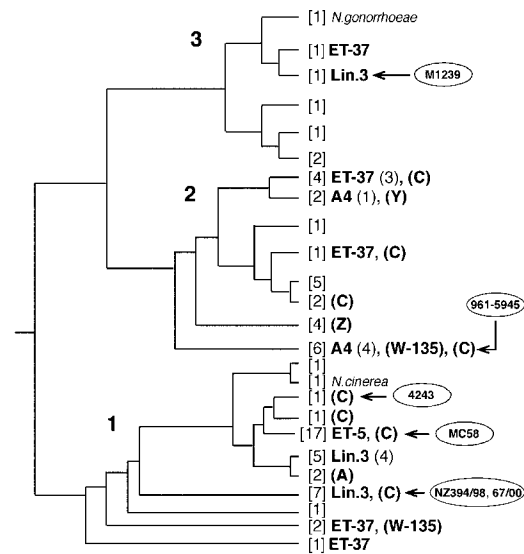 [1] N.gonorrhoeae
3
[1] ET-37
[1] Lin.3
M1239
[1]
[1]
[2]
[4] ET-37 (3), (C)
2
[2] A4 (1), (Y)
[1]
[1] ET-37, (C)
[5]
[2] (C)
961-5945
[4] (Z)
[6] A4 (4), (W-135), (C)
[1]
[1] N.cinerea
[1] (C)
4243
[1] (C)
1
[17] ET-5, (C)
MC58
[5] Lin.3 (4)
[2] (A)
[7] Lin.3, (C)
NZ394/98, 67/00
[1]
[2] ET-37, (W-135)
[1] ET-37